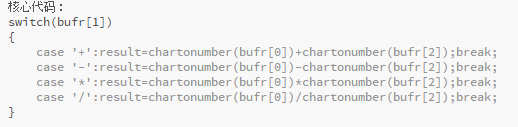 核心代码：
switch(bufr[1])
{
    case '+':result=chartonumber(bufr[0])+chartonumber(bufr[2]);break;
    case '-':result=chartonumber(bufr[0])-chartonumber(bufr[2]);break;
    case '*':result=chartonumber(bufr[0])*chartonumber(bufr[2]);break;
    case '/':result=chartonumber(bufr[0])/chartonumber(bufr[2]);break;
}